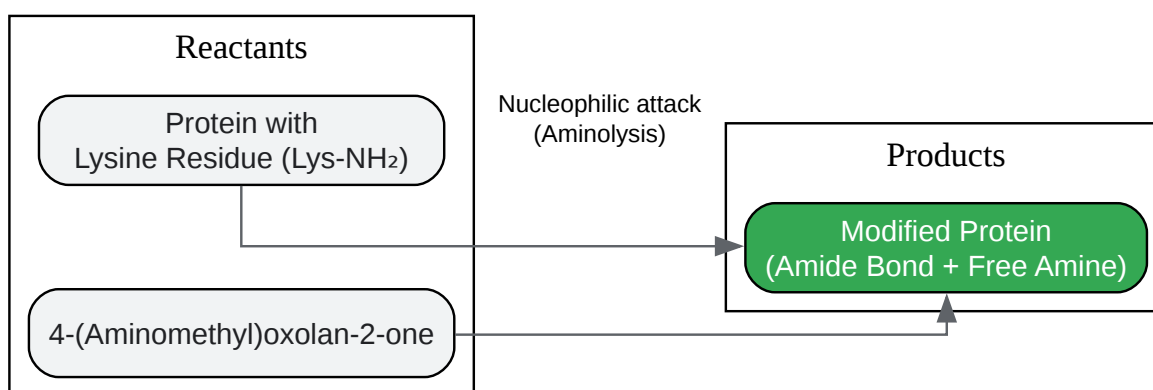 Reactants
Protein with
Lysine Residue (Lys-NH₂)
4-(Aminomethyl)oxolan-2-one
Nucleophilic attack
(Aminolysis)
Products
Modified Protein
(Amide Bond + Free Amine)